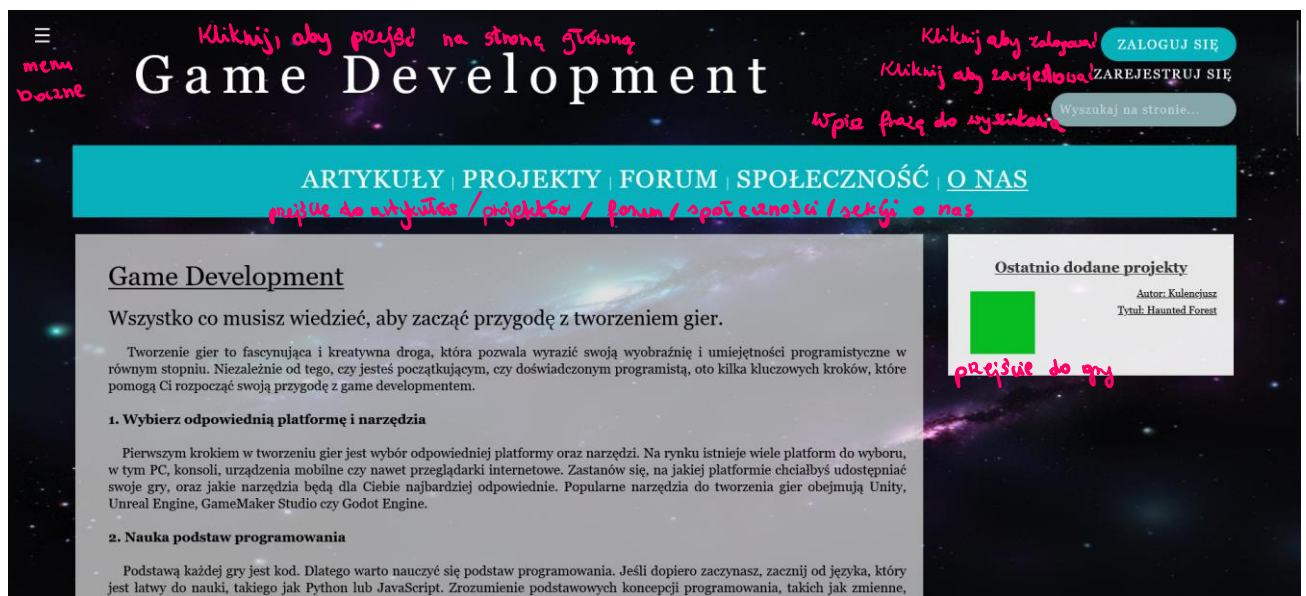 ☰
menu
boczne
Kliknij, aby przejść na stronę główną
Game Development
Kliknij aby zalogować
ZALOGUJ SIĘ
Kliknij aby zarejestrować
ZAREJESTRUJ SIĘ
Wpisz frazę do wyszukania
Wyszukaj na stronie...
ARTYKUŁY | PROJEKTY | FORUM | SPOŁECZNOŚĆ | O NAS
przejście do artykułów / projektów / forum / społeczności / sekcji o nas
Game Development
Wszystko co musisz wiedzieć, aby zacząć przygodę z tworzeniem gier.
Tworzenie gier to fascynująca i kreatywna droga, która pozwala wyrazić swoją wyobraźnię i umiejętności programistyczne w
równym stopniu. Niezależnie od tego, czy jesteś początkującym, czy doświadczonym programistą, oto kilka kluczowych kroków, które
pomogą Ci rozpocząć swoją przygodę z game developmentem.
1. Wybierz odpowiednią platformę i narzędzia
Pierwszym krokiem w tworzeniu gier jest wybór odpowiedniej platformy oraz narzędzi. Na rynku istnieje wiele platform do wyboru,
w tym PC, konsoli, urządzenia mobilne czy nawet przeglądarki internetowe. Zastanów się, na jakiej platformie chciałbyś udostępniać
swoje gry, oraz jakie narzędzia będą dla Ciebie najbardziej odpowiednie. Popularne narzędzia do tworzenia gier obejmują Unity,
Unreal Engine, GameMaker Studio czy Godot Engine.
2. Nauka podstaw programowania
Podstawą każdej gry jest kod. Dlatego warto nauczyć się podstaw programowania. Jeśli dopiero zaczynasz, zacznij od języka, który
jest łatwy do nauki, takiego jak Python lub JavaScript. Zrozumienie podstawowych koncepcji programowania, takich jak zmienne,
Ostatnio dodane projekty
Autor: Kulencjusz
Tytuł: Haunted Forest
przejście do gry